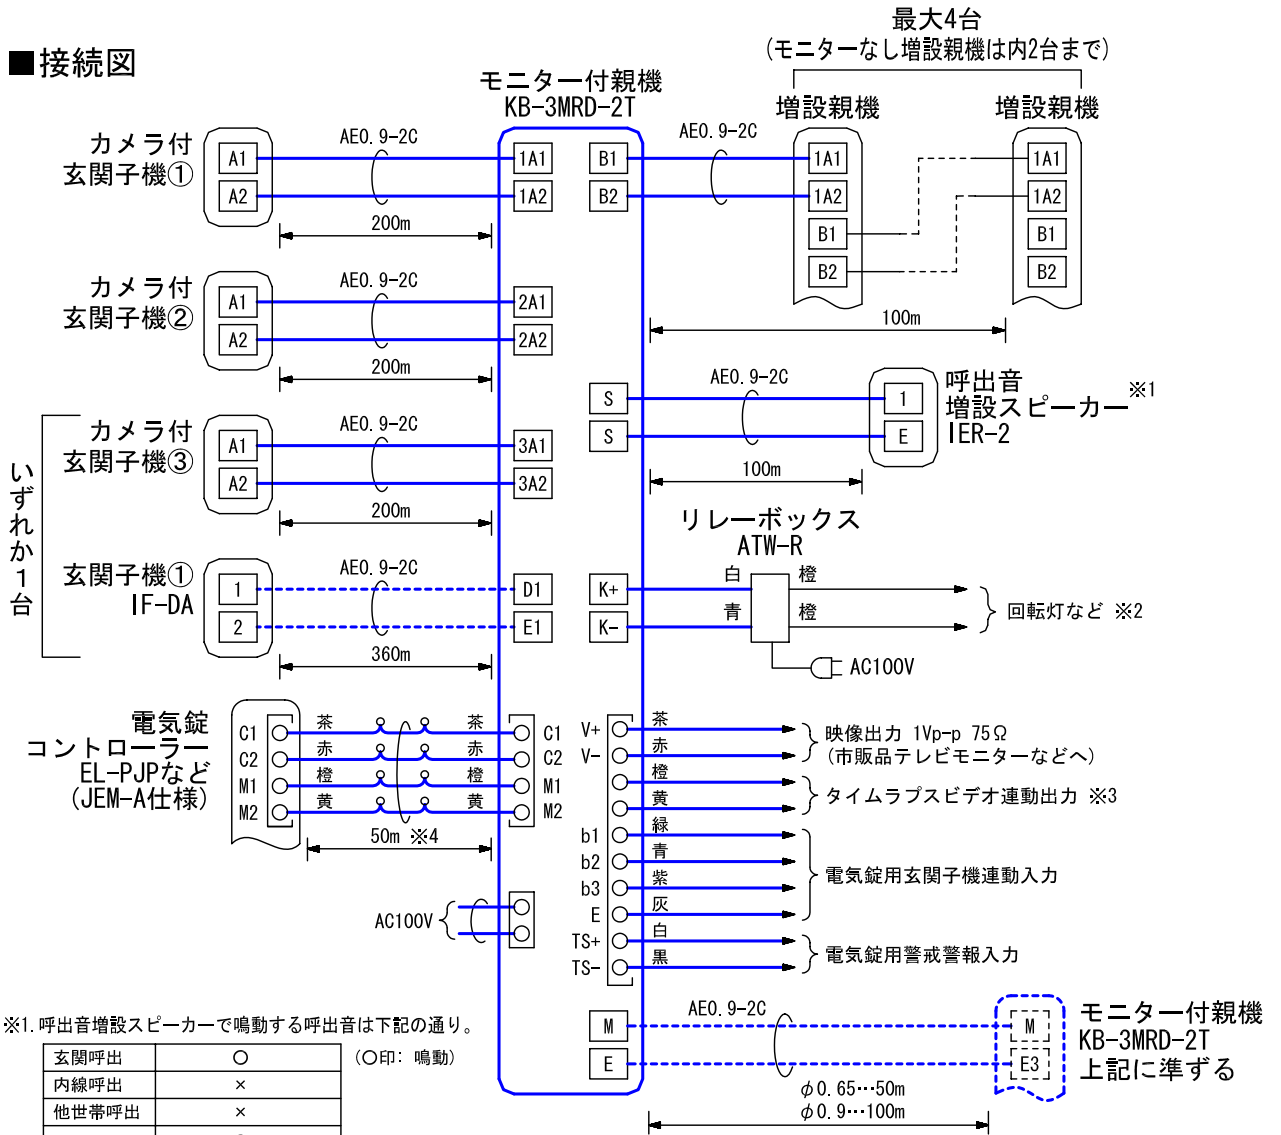 ■接続図
最大4台
(モニターなし増設親機は内2台まで)
モニター付親機
KB-3MRD-2T
増設親機
増設親機
カメラ付
玄関子機①
A1
A2
AE0.9-2C
200m
1A1
1A2
B1
B2
AE0.9-2C
1A1
1A2
B1
B2
1A1
1A2
B1
B2
100m
カメラ付
玄関子機②
A1
A2
AE0.9-2C
200m
2A1
2A2
いずれか1台
カメラ付
玄関子機③
A1
A2
AE0.9-2C
200m
3A1
3A2
S
S
AE0.9-2C
1
E
呼出音
増設スピーカー※1
IER-2
100m
玄関子機①
IF-DA
1
2
AE0.9-2C
360m
D1
E1
リレーボックス
ATW-R
K+
K-
白
青
橙
橙
回転灯など ※2
AC100V
電気錠
コントローラー
EL-PJPなど
(JEM-A仕様)
C1
C2
M1
M2
茶
赤
橙
黄
茶
赤
橙
黄
C1
C2
M1
M2
50m ※4
AC100V
V+
V-
b1
b2
b3
E
TS+
TS-
茶
赤
橙
黄
緑
青
紫
灰
白
黒
映像出力 1Vp-p 75Ω
(市販品テレビモニターなどへ)
タイムラプスビデオ連動出力 ※3
電気錠用玄関子機連動入力
電気錠用警戒警報入力
M
E
AE0.9-2C
M
E3
モニター付親機
KB-3MRD-2T
上記に準ずる
φ0.65…50m
φ0.9…100m
※1. 呼出音増設スピーカーで鳴動する呼出音は下記の通り。
玄関呼出 ○
(○印: 鳴動)
内線呼出 ×
他世帯呼出 ×